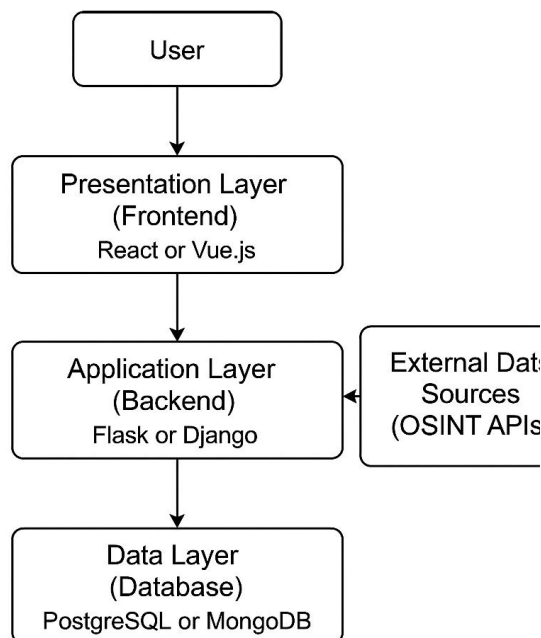 User
Presentation Layer
(Frontend)
React or Vue.js
Application Layer
(Backend)
Flask or Django
External Dat
Sources
(OSINT APIs
Data Layer
(Database)
PostgreSQL or MongoDB